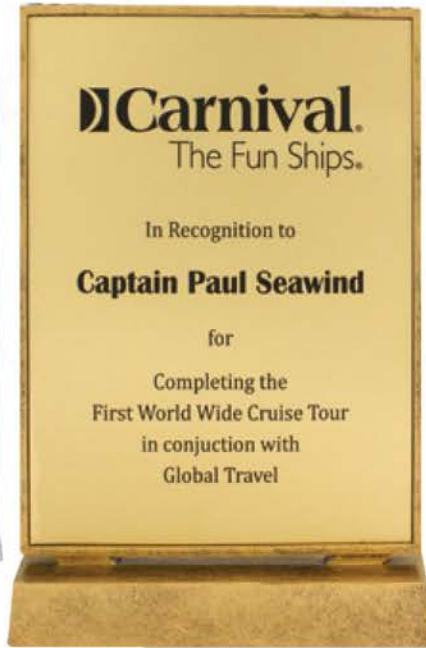 Carnival®
The Fun Ships®
In Recognition to
Captain Paul Seawind
for
Completing the
First World Wide Cruise Tour
in conjuction with
Global Travel